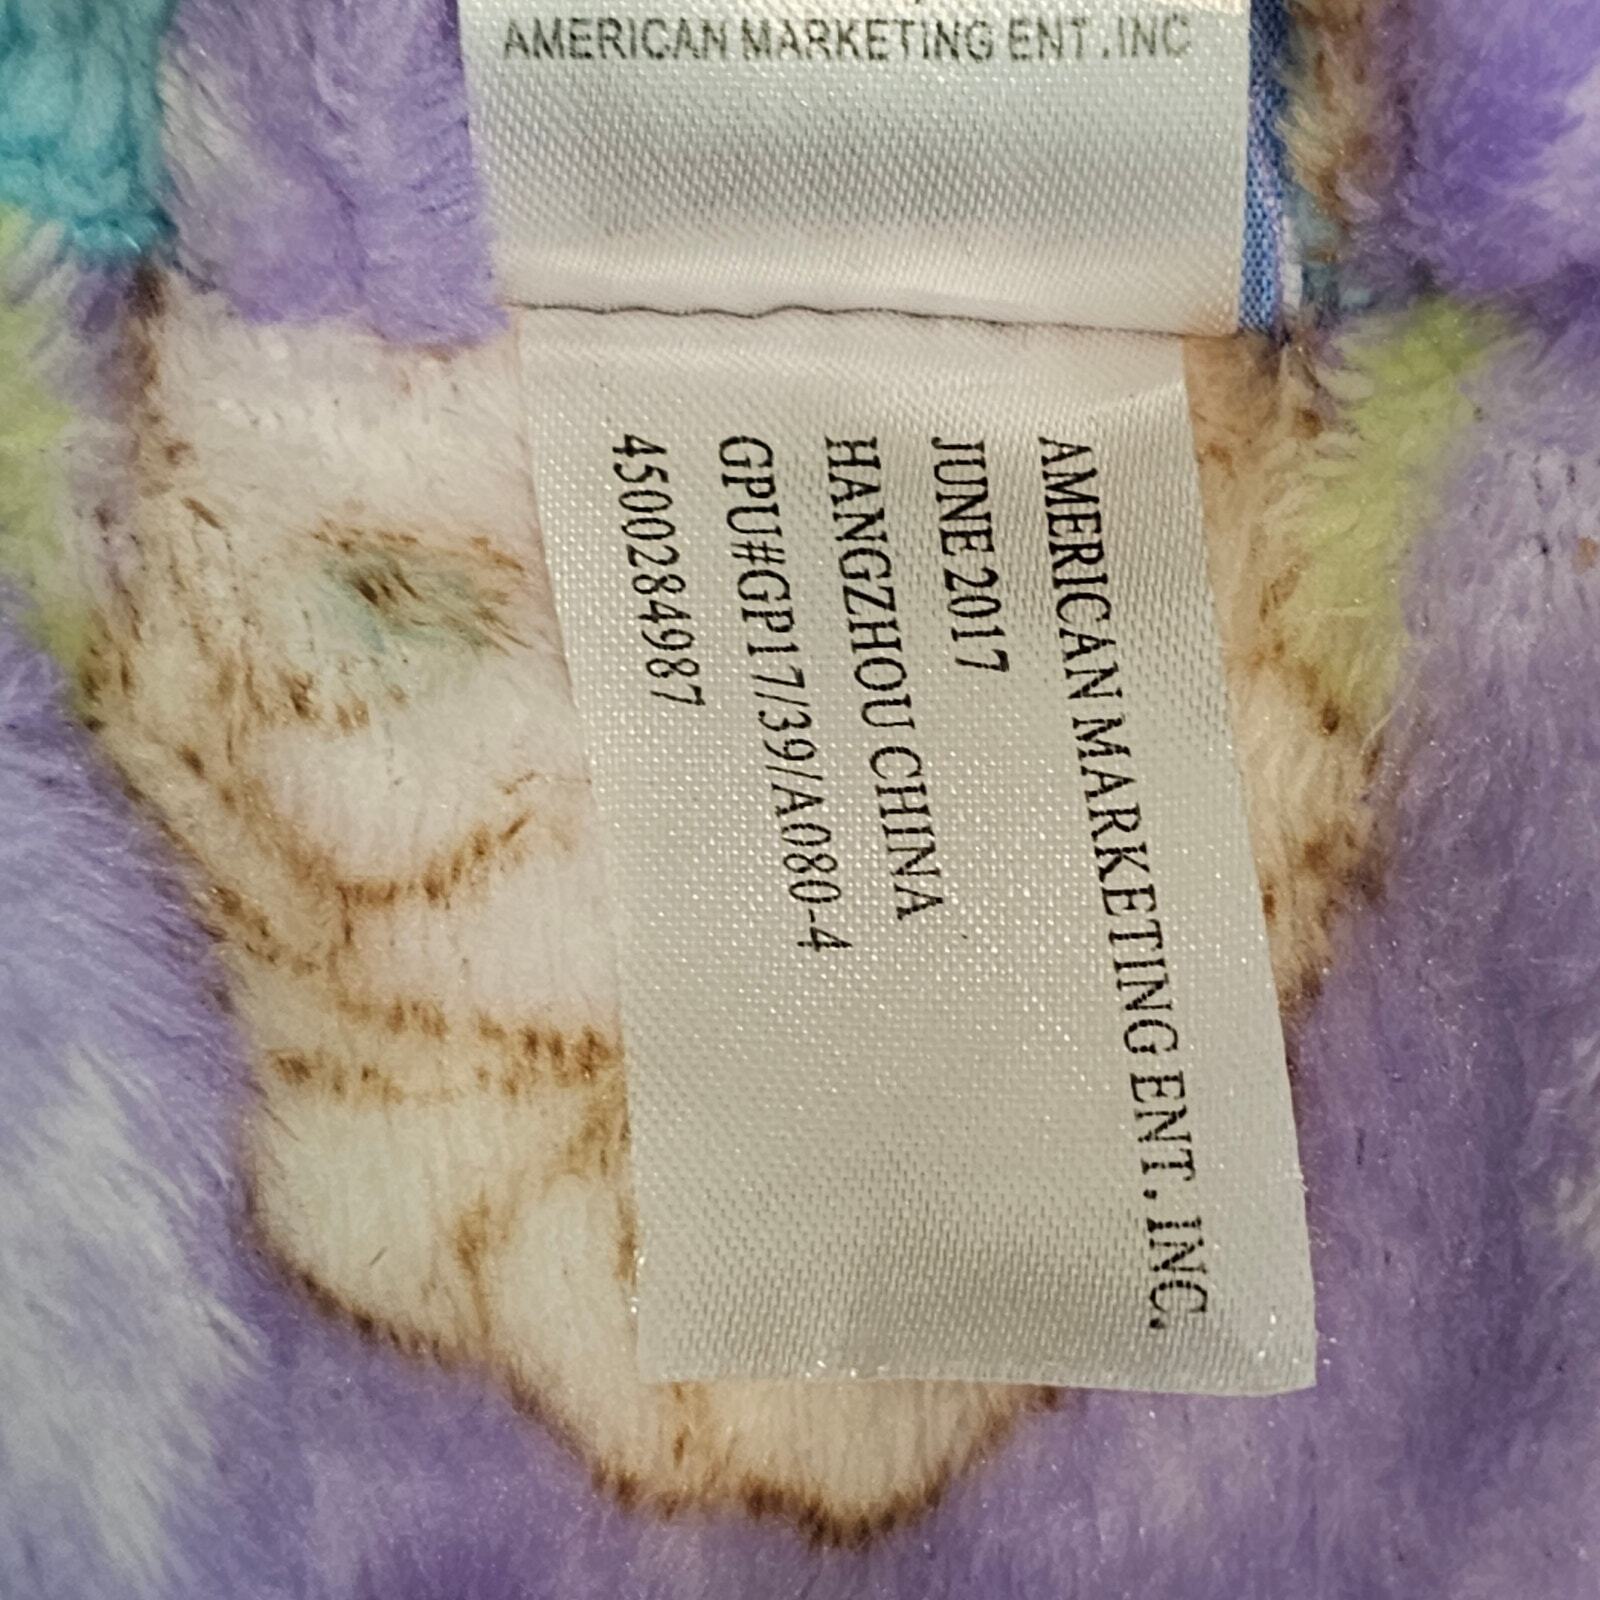 AMERICAN MARKETING ENT.INC
AMERICAN MARKETING ENT. INC.
JUNE 2017
HANGZHOU CHINA
GPU#GP17/39/A080-4
4500284987